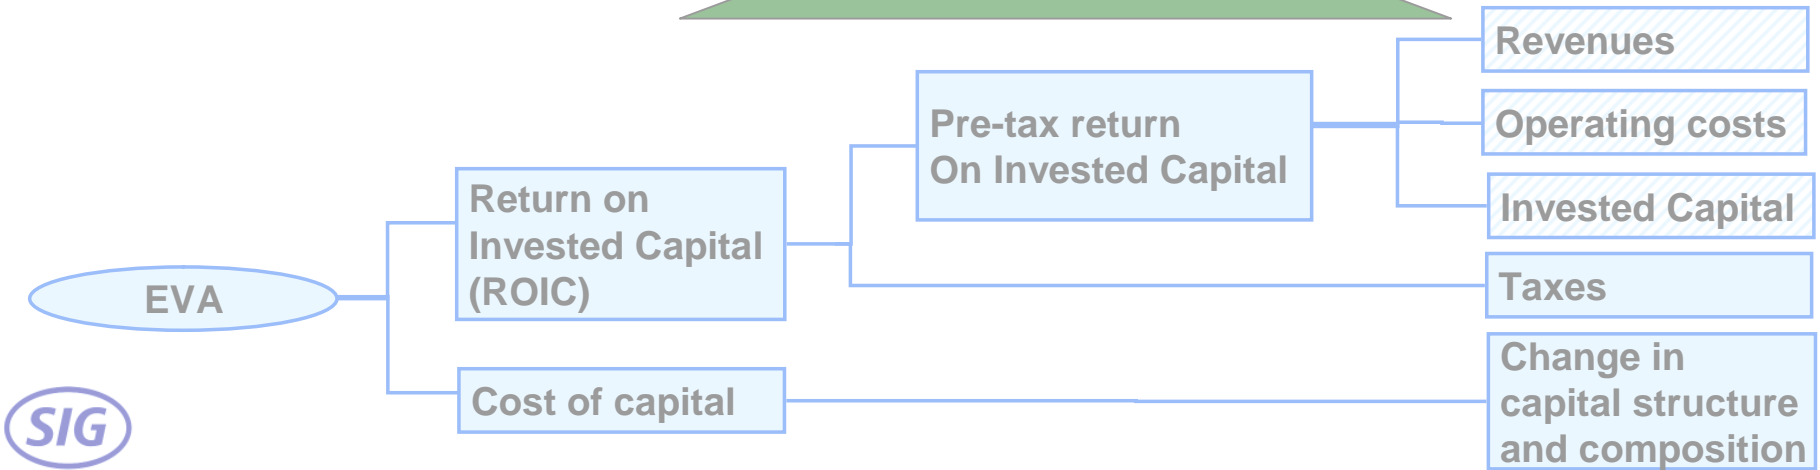 Revenues
Pre-tax return
On Invested Capital
Operating costs
Return on
Invested Capital
(ROIC)
Invested Capital
EVA
Taxes
Cost of capital
Change in
capital structure
and composition
SIG